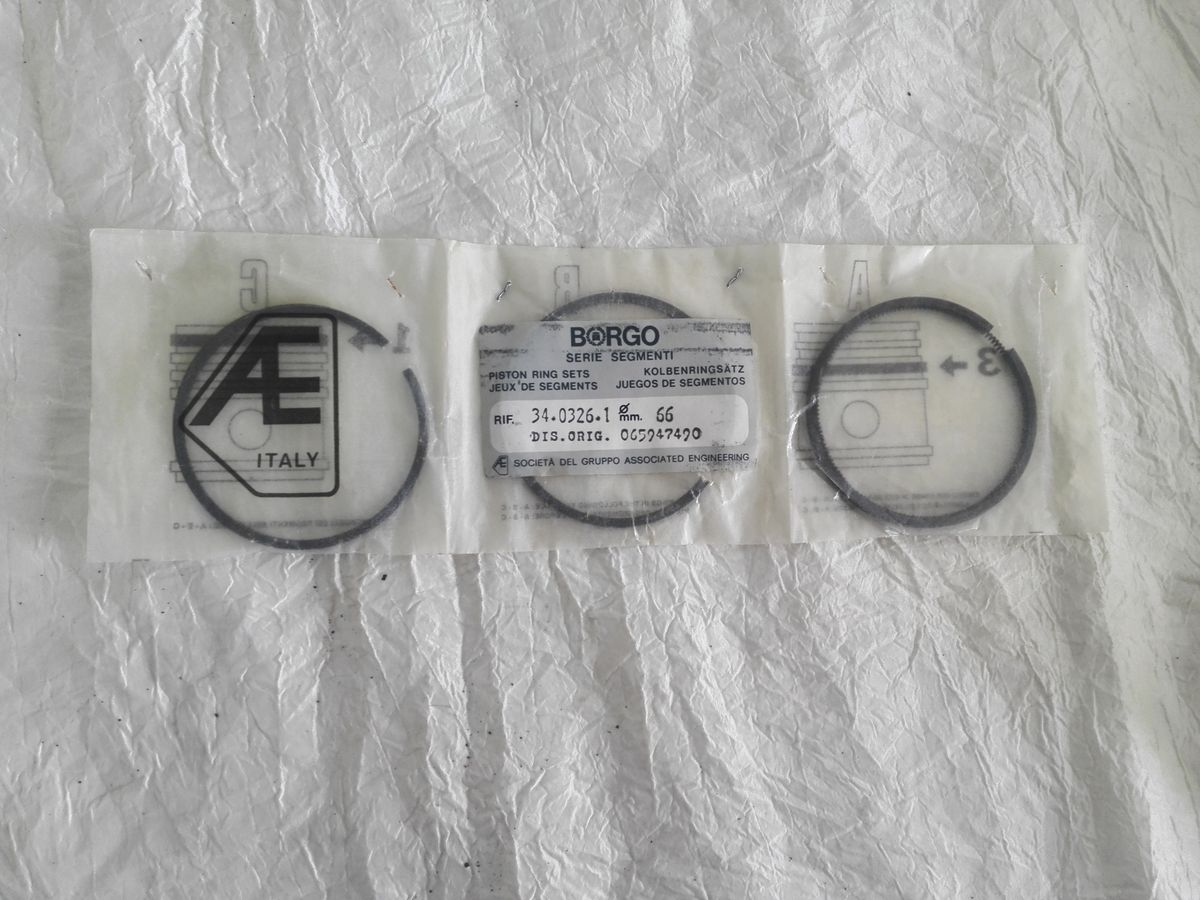 C
1
Æ
ITALY
B
BORGO
SERIE SEGMENTI
PISTON RING SETS KOLBENRINGSÄTZ
JEUX DE SEGMENTS JUEGOS DE SEGMENTOS
RIF. 34.0326.1 ø mm. 66
DIS.ORIG. 065947490
Æ SOCIETÀ DEL GRUPPO ASSOCIATED ENGINEERING
A
3